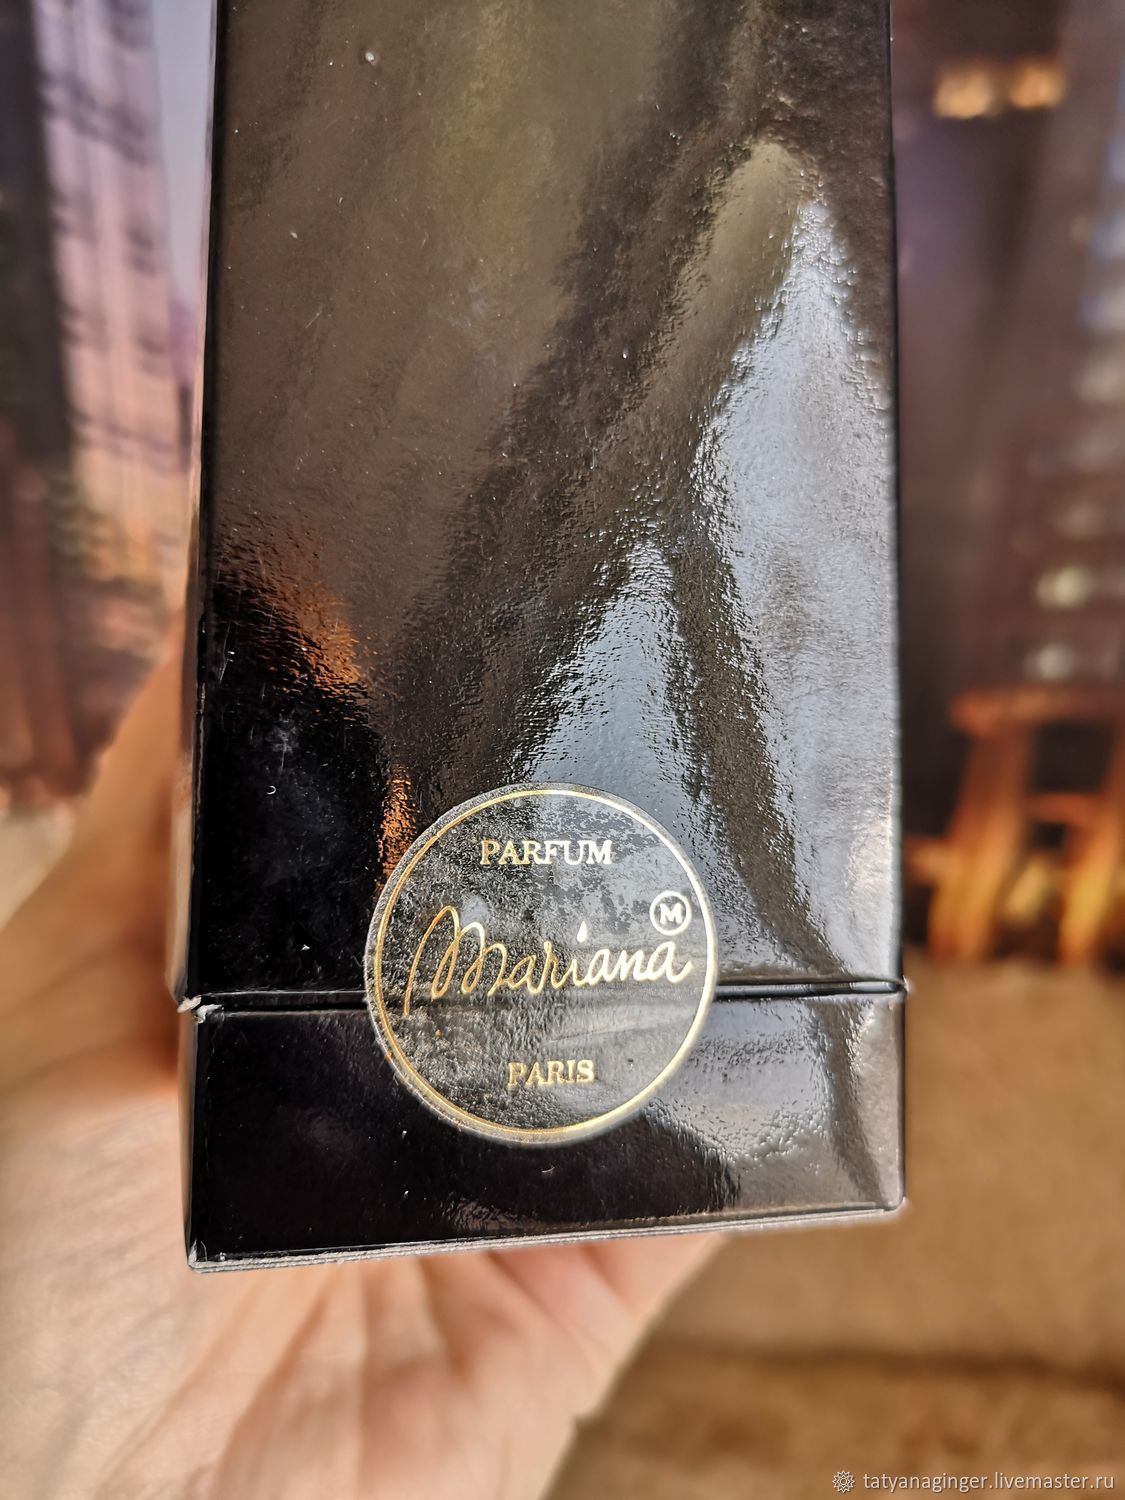 PARFUM
Mariana
M
PARIS
tatyanaginger.livemaster.ru